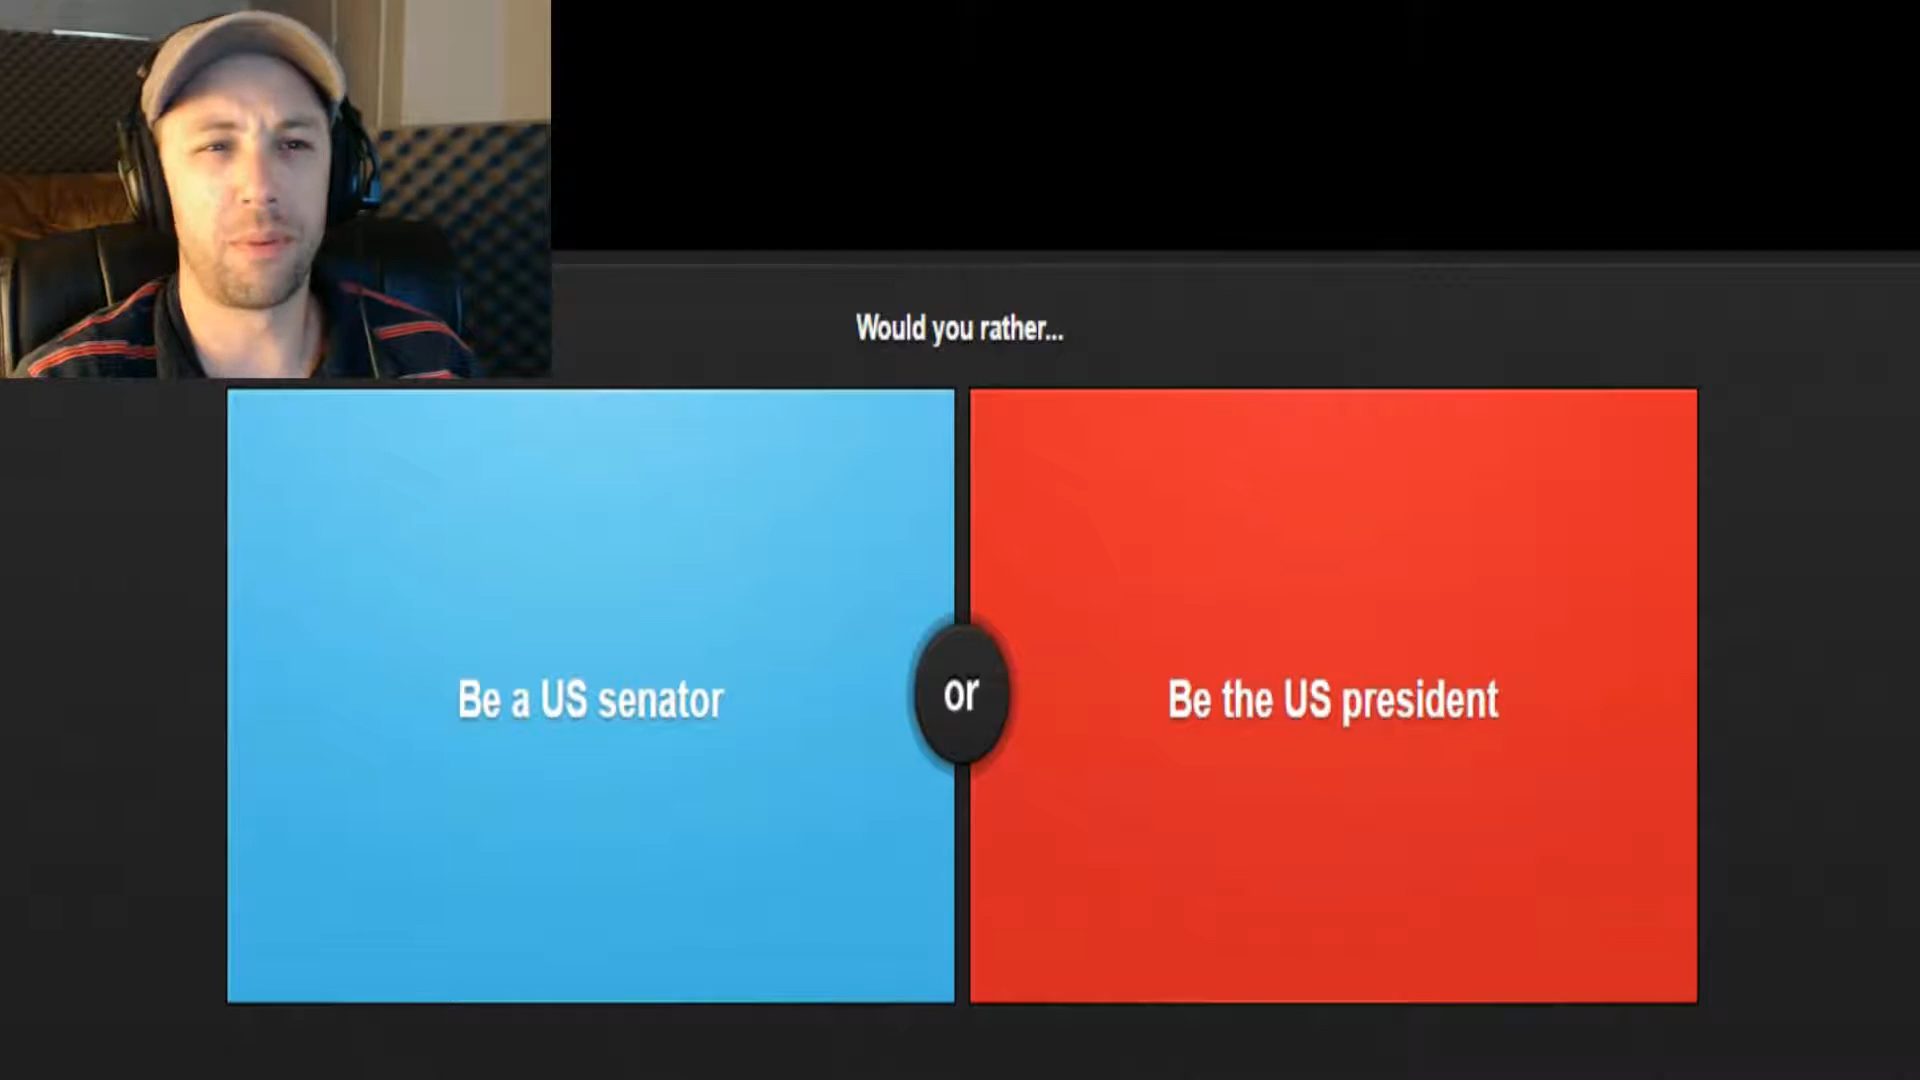 Would you rather...
Be a US senator
or
Be the US president